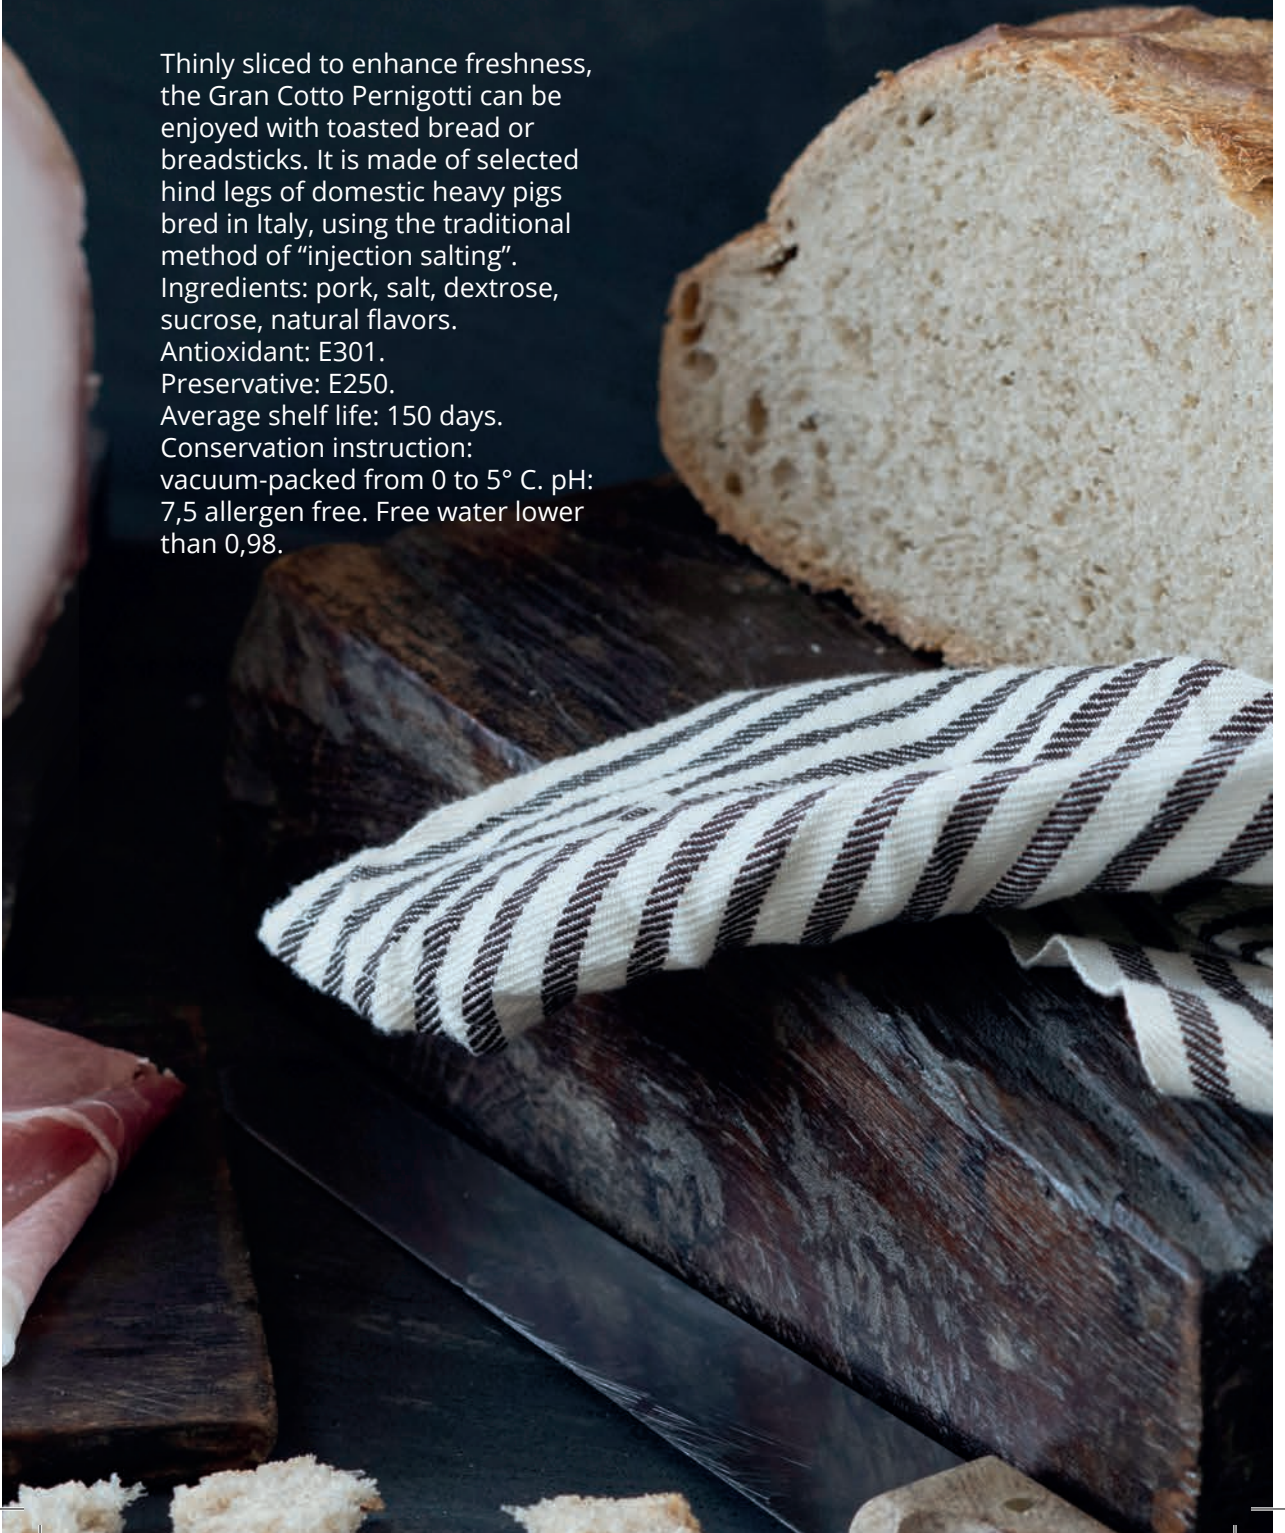 Thinly sliced to enhance freshness,
the Gran Cotto Pernigotti can be
enjoyed with toasted bread or
breadsticks. It is made of selected
hind legs of domestic heavy pigs
bred in Italy, using the traditional
method of “injection salting”.
Ingredients: pork, salt, dextrose,
sucrose, natural flavors.
Antioxidant: E301.
Preservative: E250.
Average shelf life: 150 days.
Conservation instruction:
vacuum-packed from 0 to 5° C. pH:
7,5 allergen free. Free water lower
than 0,98.